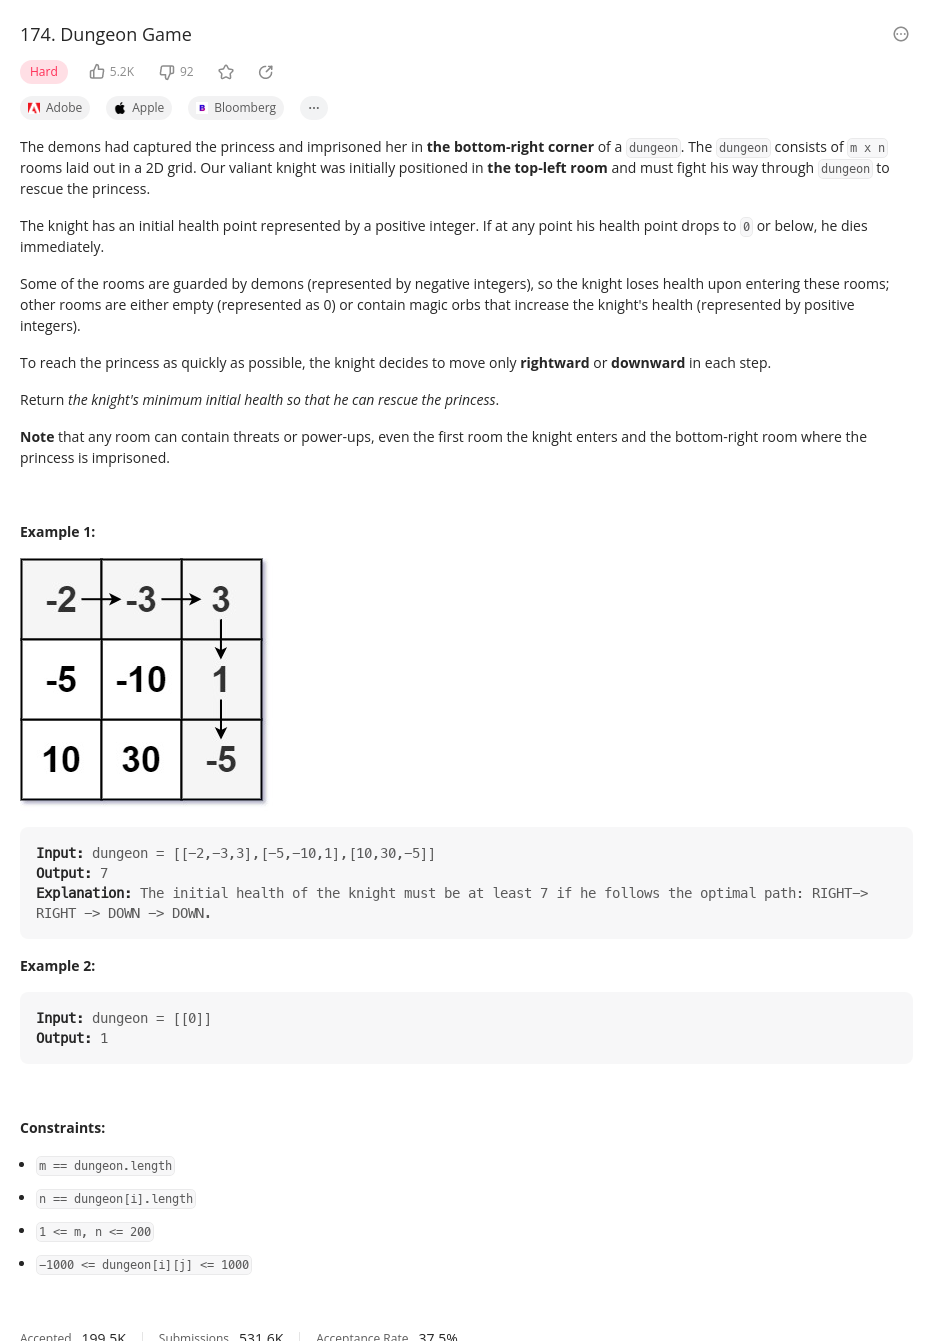 174. Dungeon Game
Hard 5.2K 92
Adobe Apple B Bloomberg ...
The demons had captured the princess and imprisoned her in the bottom-right corner of a dungeon. The dungeon consists of m x n
rooms laid out in a 2D grid. Our valiant knight was initially positioned in the top-left room and must fight his way through dungeon to
rescue the princess.
The knight has an initial health point represented by a positive integer. If at any point his health point drops to 0 or below, he dies
immediately.
Some of the rooms are guarded by demons (represented by negative integers), so the knight loses health upon entering these rooms;
other rooms are either empty (represented as 0) or contain magic orbs that increase the knight's health (represented by positive
integers).
To reach the princess as quickly as possible, the knight decides to move only rightward or downward in each step.
Return the knight's minimum initial health so that he can rescue the princess.
Note that any room can contain threats or power-ups, even the first room the knight enters and the bottom-right room where the
princess is imprisoned.
Example 1:
-2 -3 3
-5 -10 1
10 30 -5
Input: dungeon = [[-2,-3,3],[-5,-10,1],[10,30,-5]]
Output: 7
Explanation: The initial health of the knight must be at least 7 if he follows the optimal path: RIGHT->
RIGHT -> DOWN -> DOWN.
Example 2:
Input: dungeon = [[0]]
Output: 1
Constraints:
• m == dungeon.length
• n == dungeon[i].length
• 1 <= m, n <= 200
• -1000 <= dungeon[i][j] <= 1000
Accepted 199.5K Submissions 531.6K Acceptance Rate 37.5%